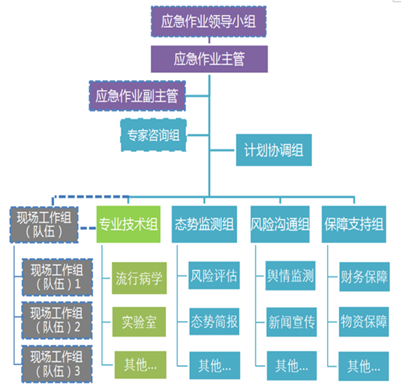 应急作业领导小组
应急作业主管
应急作业副主管
专家咨询组
计划协调组
现场工作组
（队伍）
专业技术组
态势监测组
风险沟通组
保障支持组
现场工作组
（队伍）1
流行病学
风险评估
舆情监测
财务保障
现场工作组
（队伍）2
实验室
态势简报
新闻宣传
物资保障
现场工作组
（队伍）3
其他...
其他...
其他...
其他...